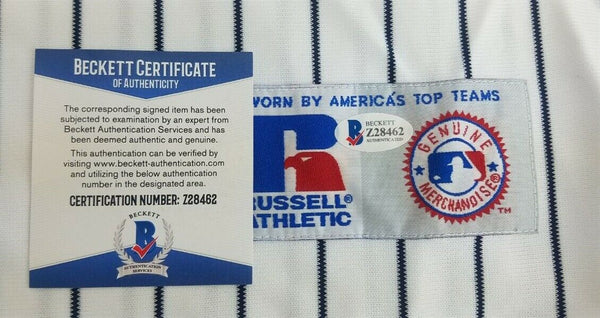 BECKETT CERTIFICATE
OF AUTHENTICITY
The corresponding signed item has been
subjected to examination by an expert from
Beckett Authentication Services and has
been deemed authentic and genuine.
This authentication can be verified by
visiting www.beckett-authentication.com
and utilizing the below authentication
number in the designated area.
CERTIFICATION NUMBER: Z28462
BECKETT
B
AUTHENTICATION
SERVICES
WORN BY AMERICA'S TOP TEAMS
BECKETT
B Z28462
AUTHENTICATION
R
RUSSELL®
ATHLETIC
GENUINE
MERCHANDISE®
TM